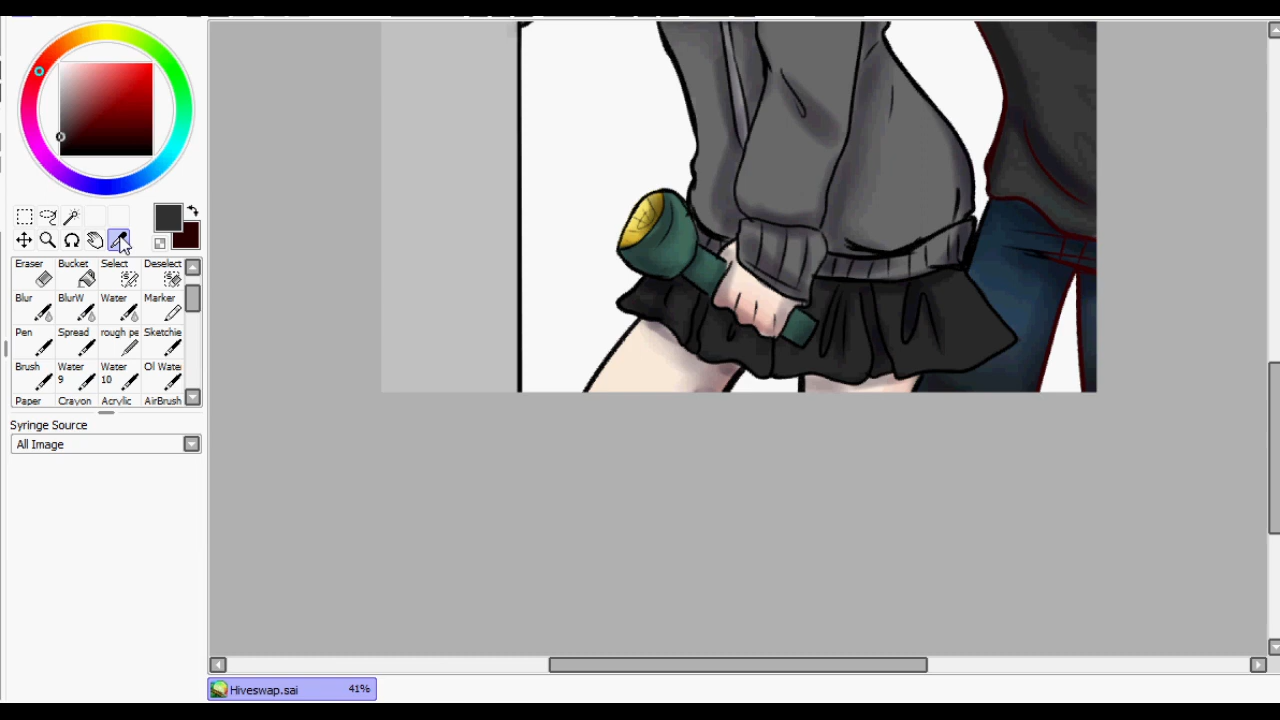 Eraser Bucket Select Deselect
Blur BlurW Water Marker
Pen Spread rough pe Sketchie
Brush Water 9 Water 10 Ol Wate
Paper Crayon Acrylic AirBrush
Syringe Source
All Image
Hiveswap.sai 41%